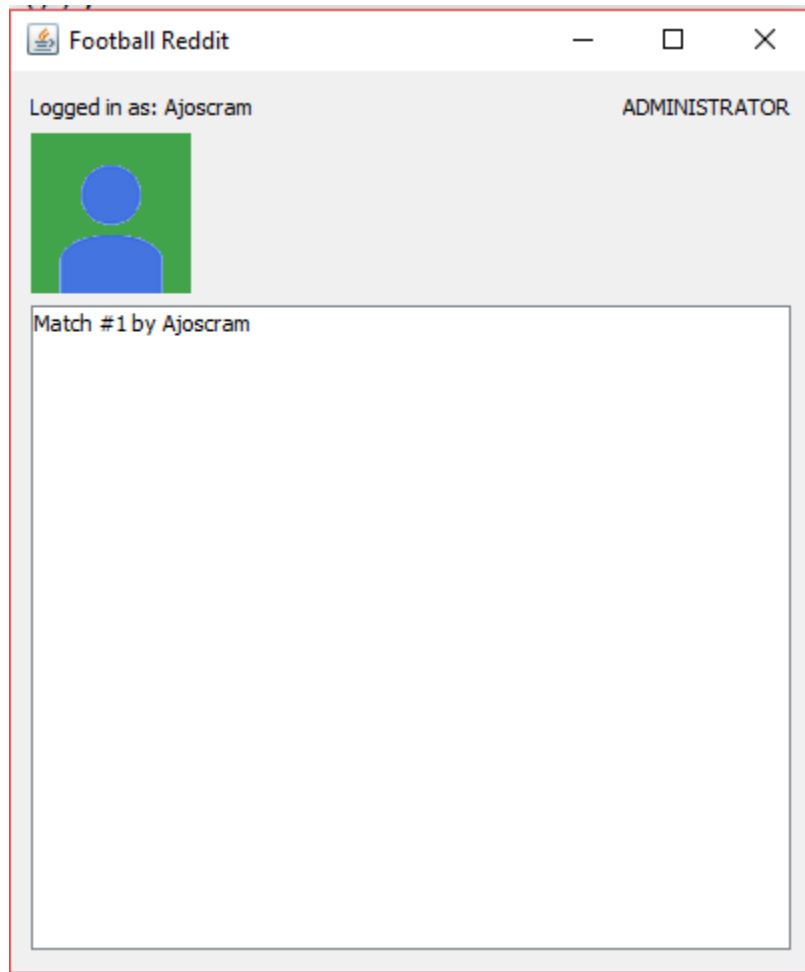 Football Reddit
Logged in as: Ajoscram ADMINISTRATOR
Match #1 by Ajoscram